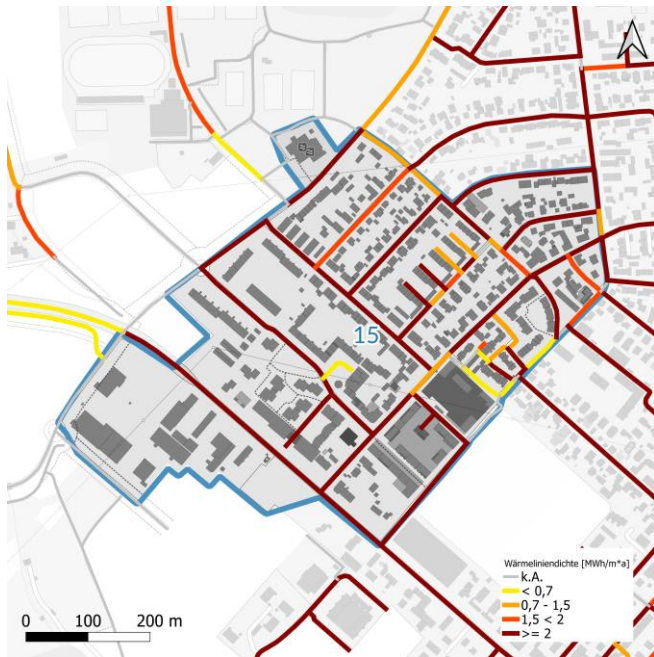 15
Wärmeliniendichte [MWh/m*a]
k.A.
< 0,7
0,7 - 1,5
1,5 < 2
>= 2
0 100 200 m